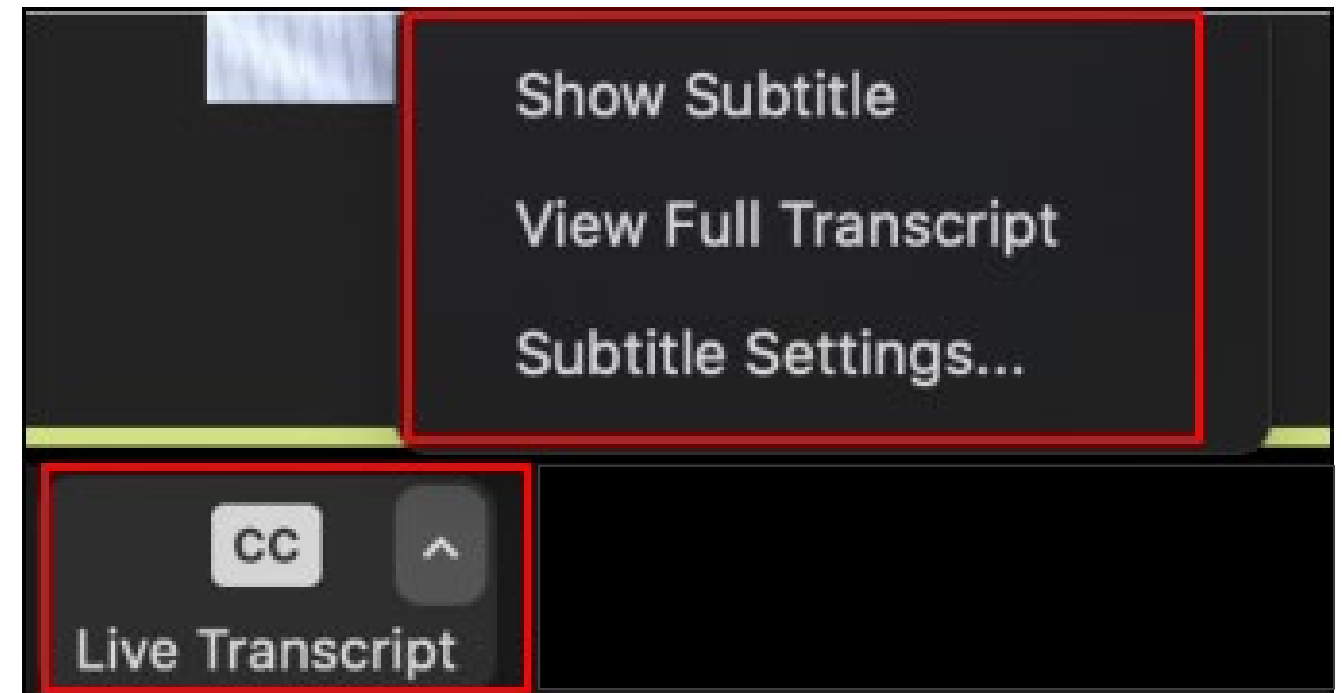 Show Subtitle
View Full Transcript
Subtitle Settings...
CC
Live Transcript